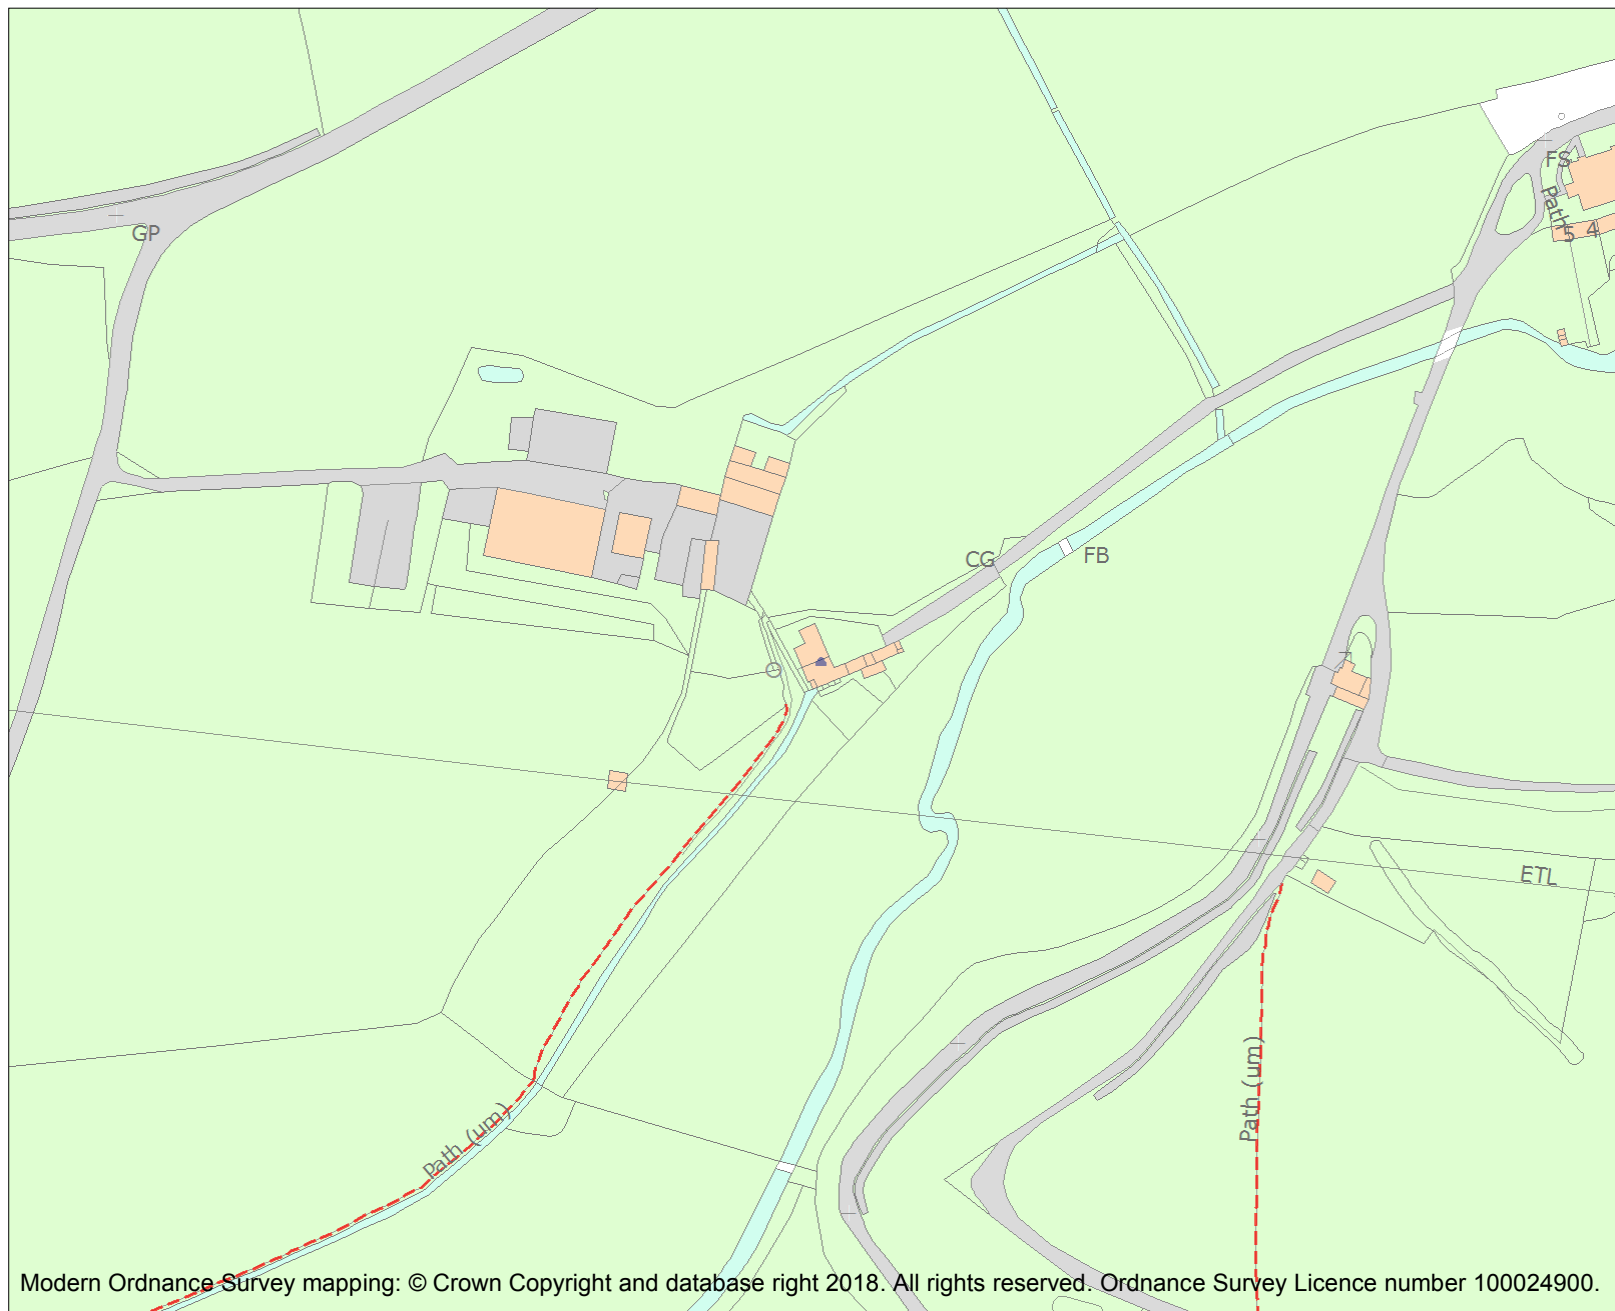 FS
Path
5 4
GP
CG
FB
ETL
Path (um)
Path (um)
Modern Ordnance Survey mapping: © Crown Copyright and database right 2018. All rights reserved. Ordnance Survey Licence number 100024900.